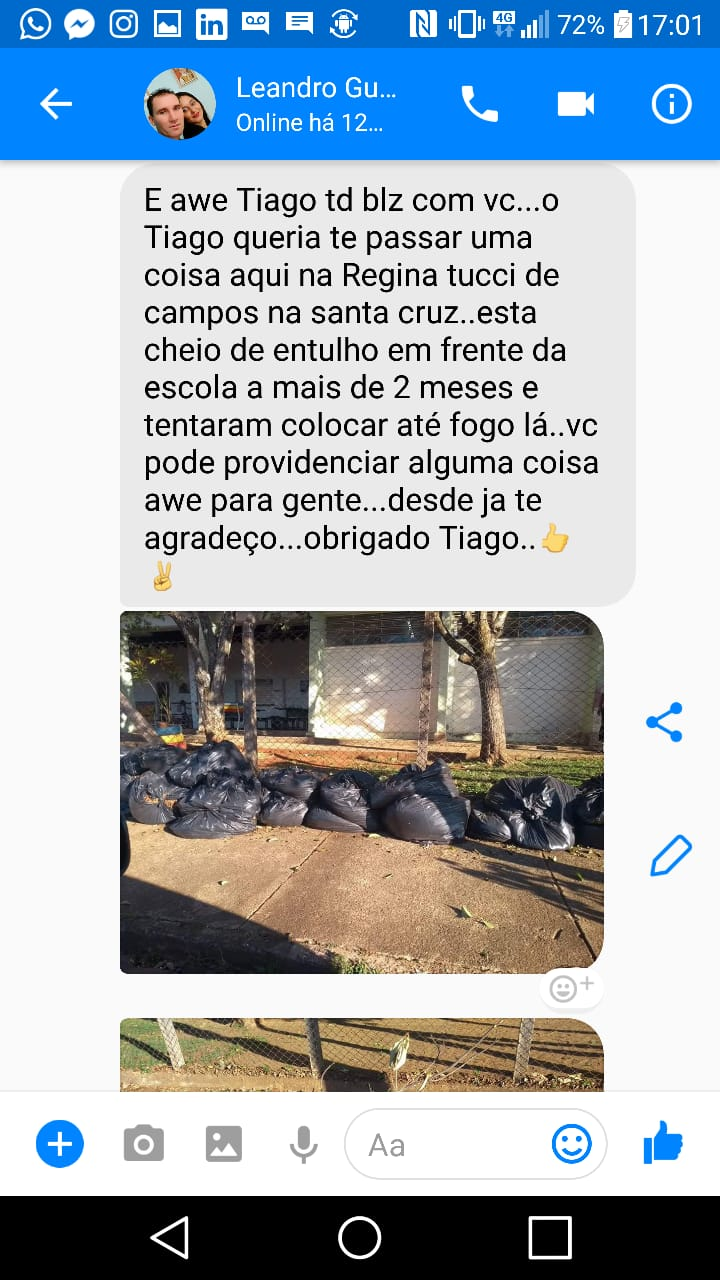 4G
72%
17:01
Leandro Gu...
Online há 12...
E awe Tiago td blz com vc...o
Tiago queria te passar uma
coisa aqui na Regina tucci de
campos na santa cruz..esta
cheio de entulho em frente da
escola a mais de 2 meses e
tentaram colocar até fogo lá..vc
pode providenciar alguma coisa
awe para gente...desde ja te
agradeço...obrigado Tiago..👍
✌
Aa